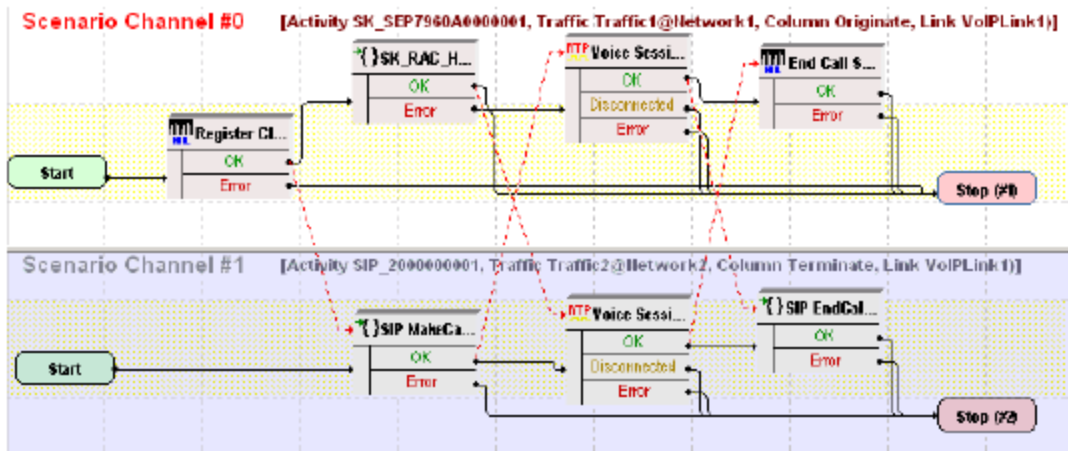 Scenario Channel #0 [Activity SK_SEP7960A0000001, Traffic Traffic1@Network1, Column Originate, Link VoIPLink1)]
{}SK_RAC_H...
OK
Error
RTP Voice Sessi...
OK
Disconnected
Error
End Call S...
OK
Error
Register Cl...
OK
Error
Start
Stop (#1)
Scenario Channel #1 [Activity SIP_2000000001, Traffic Traffic2@Network2, Column Terminate, Link VoIPLink1)]
{}SIP MakeCa...
OK
Error
RTP Voice Sessi...
OK
Disconnected
Error
{}SIP EndCal...
OK
Error
Start
Stop (#2)